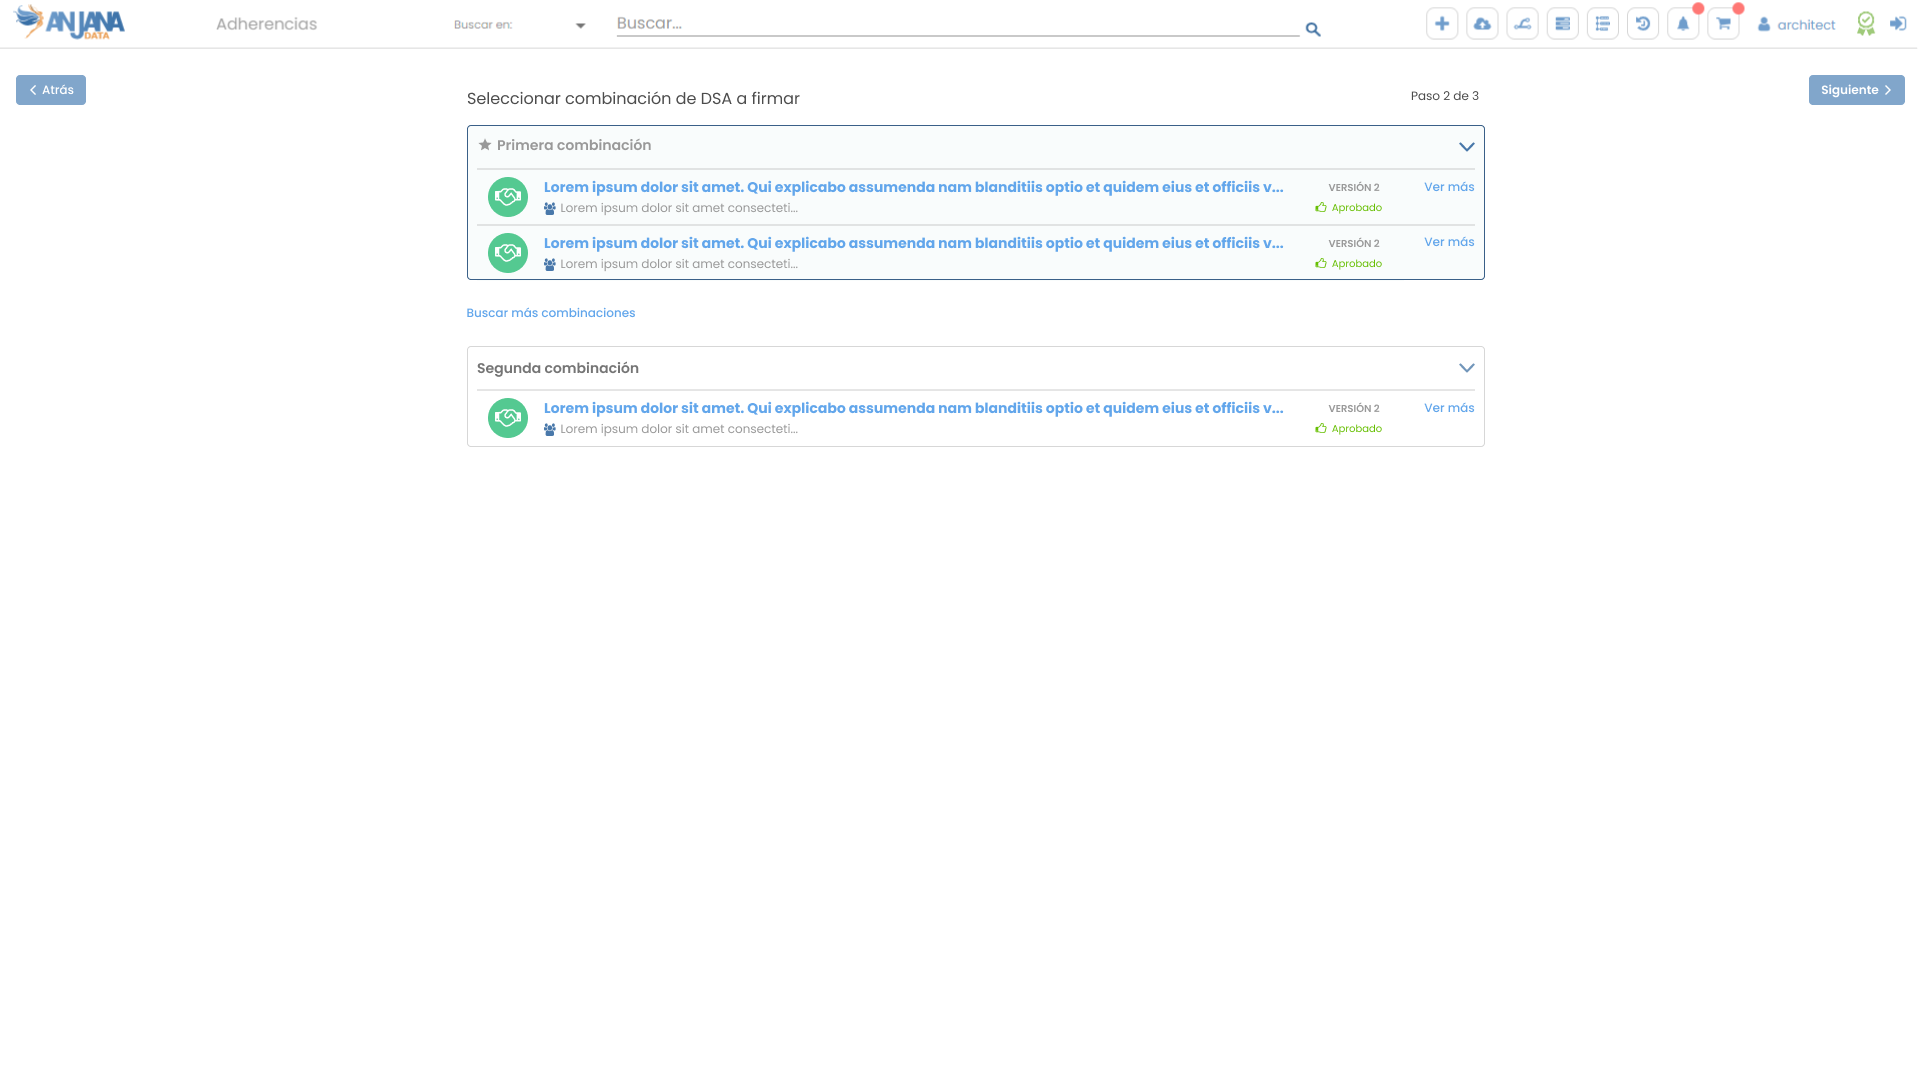 ANJANA DATA
Adherencias
Buscar en:
Buscar...
architect
Atrás
Siguiente
Seleccionar combinación de DSA a firmar
Paso 2 de 3
Primera combinación
Lorem ipsum dolor sit amet. Qui explicabo assumenda nam blanditiis optio et quidem eius et officiis v...
VERSIÓN 2
Ver más
Lorem ipsum dolor sit amet consecteti...
Aprobado
Lorem ipsum dolor sit amet. Qui explicabo assumenda nam blanditiis optio et quidem eius et officiis v...
VERSIÓN 2
Ver más
Lorem ipsum dolor sit amet consecteti...
Aprobado
Buscar más combinaciones
Segunda combinación
Lorem ipsum dolor sit amet. Qui explicabo assumenda nam blanditiis optio et quidem eius et officiis v...
VERSIÓN 2
Ver más
Lorem ipsum dolor sit amet consecteti...
Aprobado